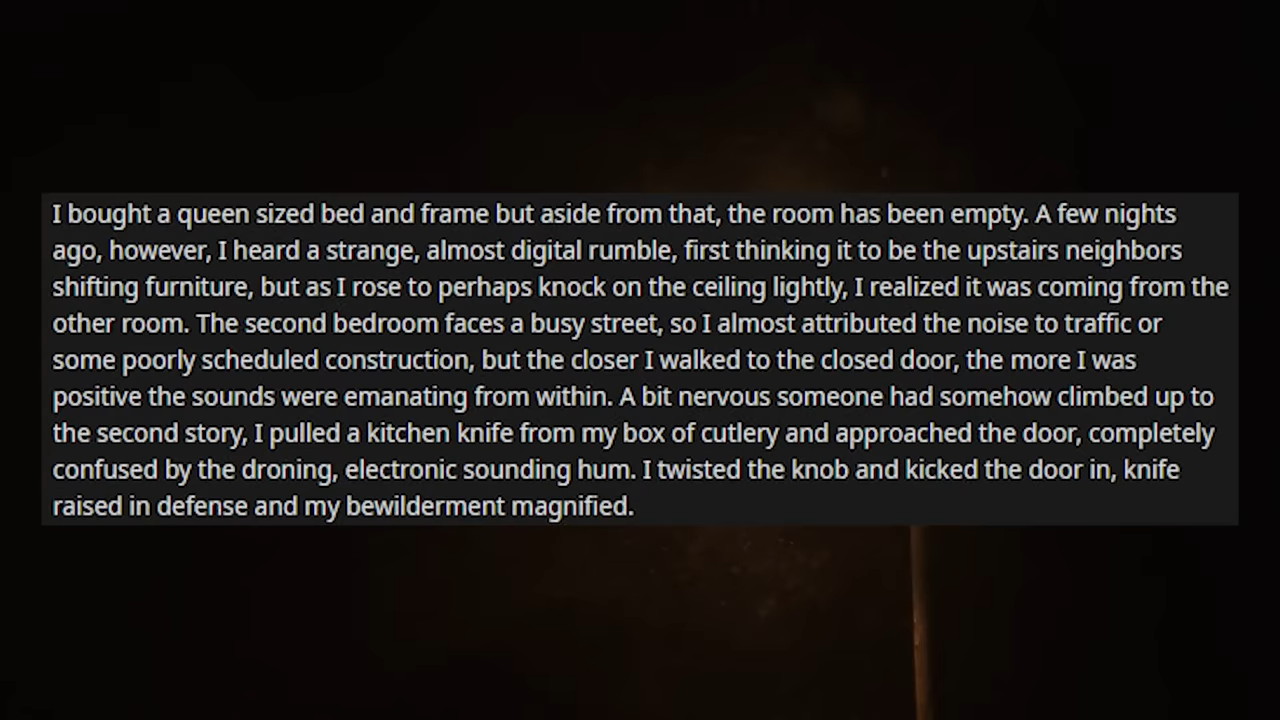 I bought a queen sized bed and frame but aside from that, the room has been empty. A few nights
ago, however, I heard a strange, almost digital rumble, first thinking it to be the upstairs neighbors
shifting furniture, but as I rose to perhaps knock on the ceiling lightly, I realized it was coming from the
other room. The second bedroom faces a busy street, so I almost attributed the noise to traffic or
some poorly scheduled construction, but the closer I walked to the closed door, the more I was
positive the sounds were emanating from within. A bit nervous someone had somehow climbed up to
the second story, I pulled a kitchen knife from my box of cutlery and approached the door, completely
confused by the droning, electronic sounding hum. I twisted the knob and kicked the door in, knife
raised in defense and my bewilderment magnified.